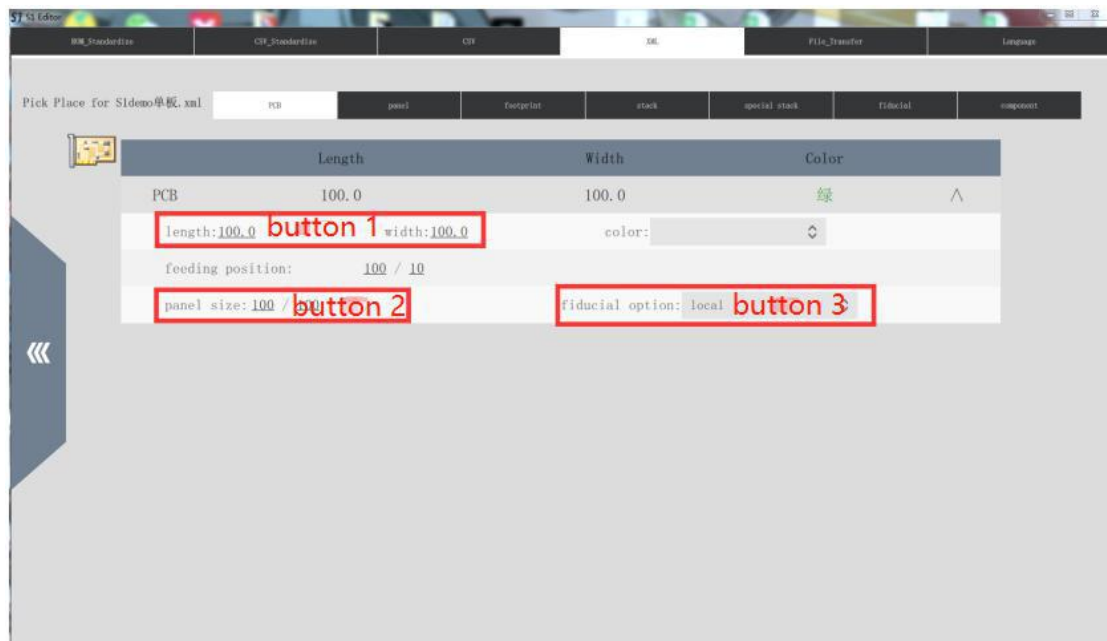 S1 S1 Editor
BOM_Standardize CSV_Standardize CSV XML File_Transfer Language
Pick Place for S1demo单板.xml PCB panel footprint stack special stack fiducial component
Length Width Color
PCB 100.0 100.0 绿
length:100.0 button 1 width:100.0 color:
feeding position: 100 / 10
panel size: 100 / 100 button 2 fiducial option: local button 3